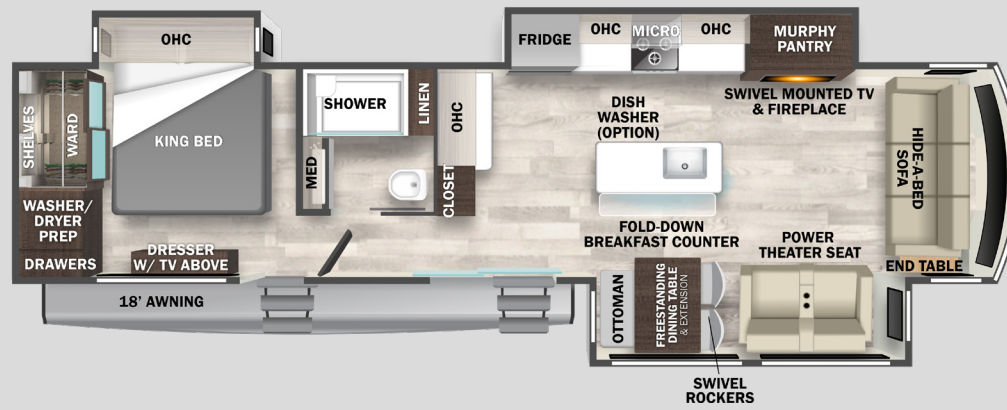 OHC
FRIDGE
OHC
MICRO
OHC
MURPHY
PANTRY
SHELVES
WARD
KING BED
SHOWER
LINEN
OHC
DISH
WASHER
(OPTION)
SWIVEL MOUNTED TV
& FIREPLACE
HIDE-A-BED
SOFA
MED
CLOSET
WASHER/
DRYER
PREP
DRAWERS
DRESSER
W/ TV ABOVE
FOLD-DOWN
BREAKFAST COUNTER
POWER
THEATER SEAT
END TABLE
18' AWNING
OTTOMAN
FREESTANDING
DINING TABLE
& EXTENSION
SWIVEL
ROCKERS